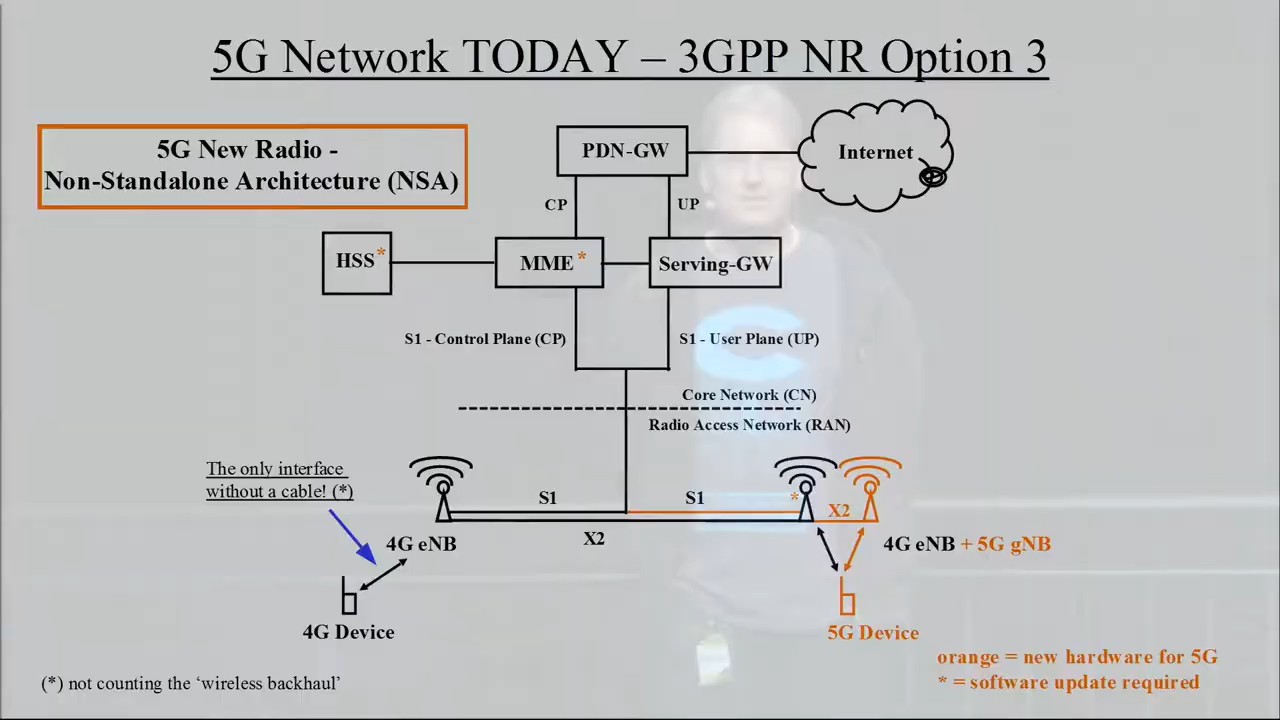 5G Network TODAY – 3GPP NR Option 3
5G New Radio -
Non-Standalone Architecture (NSA)
PDN-GW
Internet
CP
UP
HSS*
MME*
Serving-GW
S1 - Control Plane (CP)
S1 - User Plane (UP)
Core Network (CN)
Radio Access Network (RAN)
The only interface
without a cable! (*)
S1
S1
*
X2
X2
4G eNB
4G eNB + 5G gNB
4G Device
5G Device
orange = new hardware for 5G
* = software update required
(*) not counting the ‘wireless backhaul’